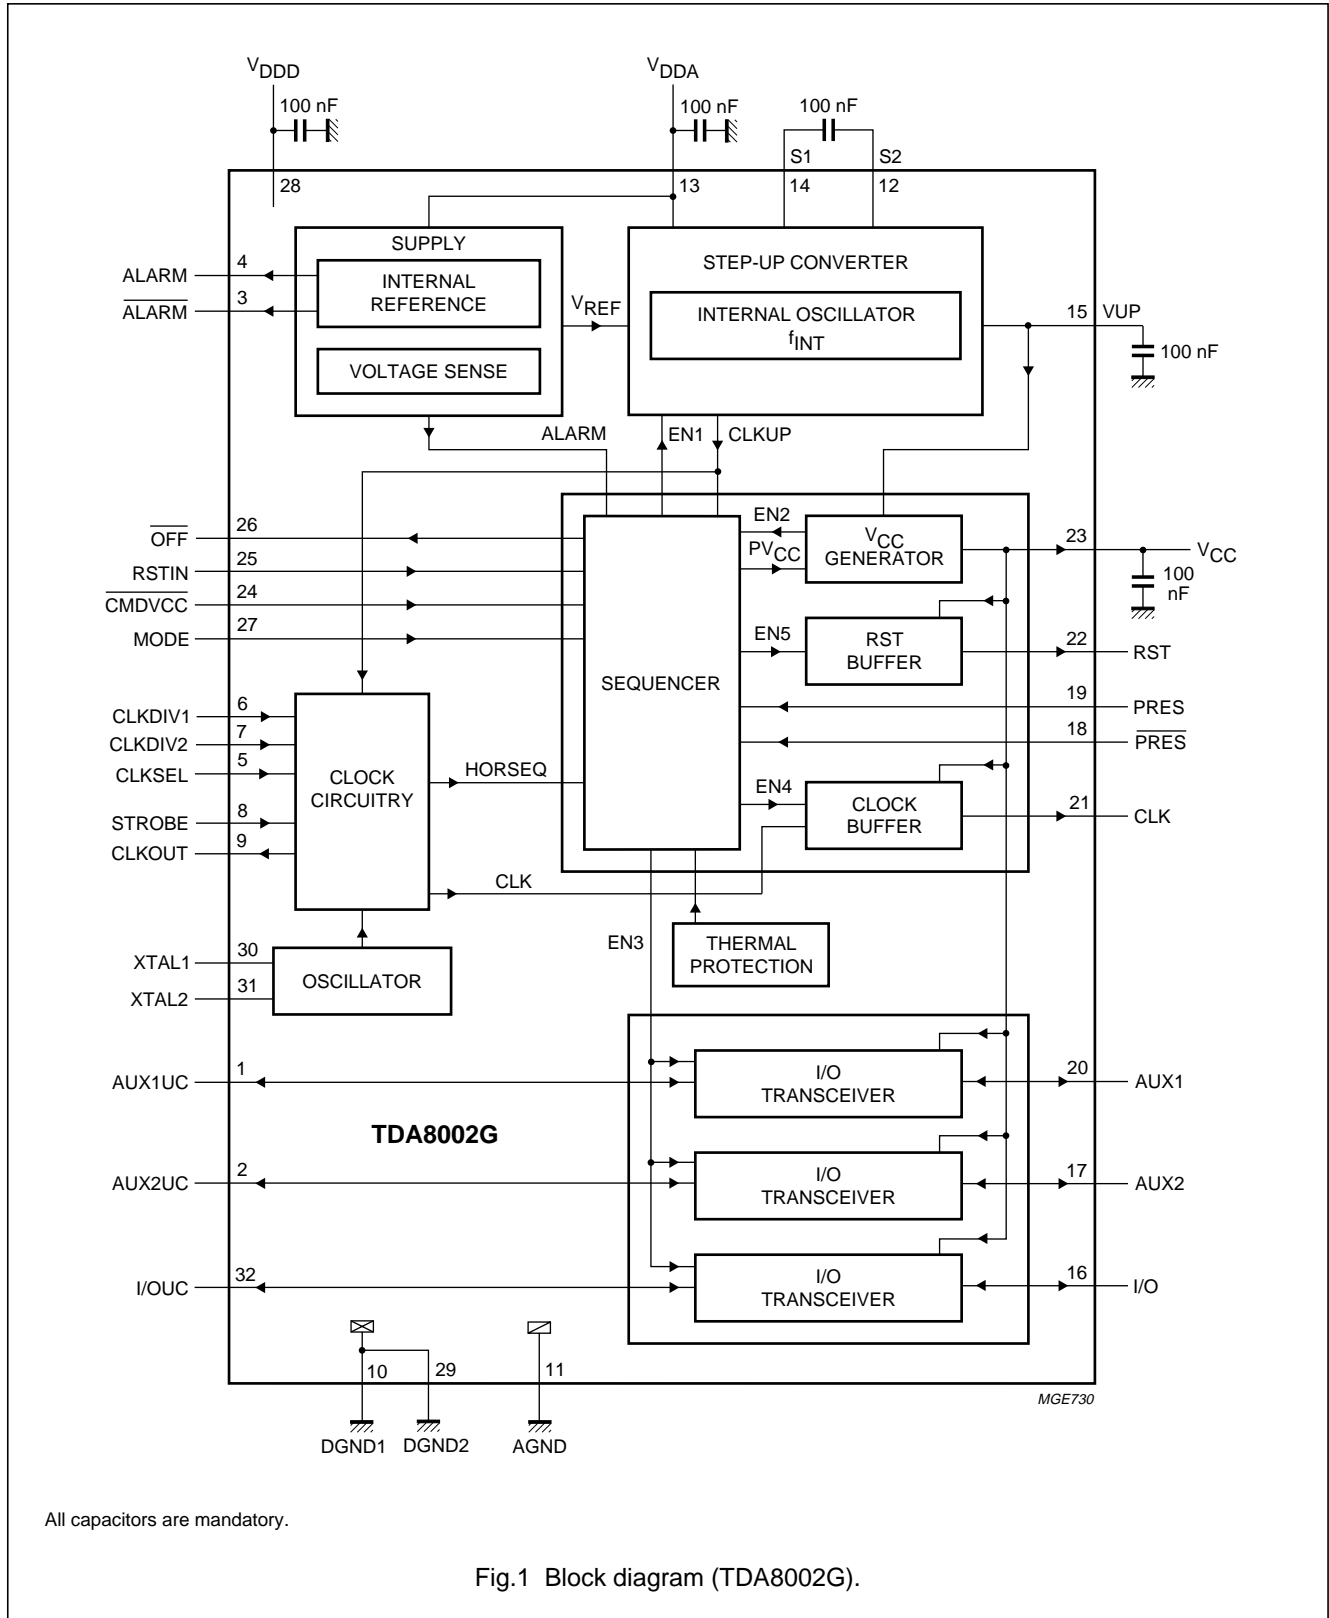 VDDD
VDDA
100 nF
100 nF
100 nF
S1
S2
28
13
14
12
SUPPLY
INTERNAL
REFERENCE
VOLTAGE SENSE
4
ALARM
3
ALARM
VREF
STEP-UP CONVERTER
INTERNAL OSCILLATOR
fINT
15
VUP
100 nF
ALARM
EN1
CLKUP
26
OFF
25
RSTIN
24
CMDVCC
27
MODE
SEQUENCER
EN2
PVCC
VCC
GENERATOR
23
VCC
100
nF
EN5
RST
BUFFER
22
RST
19
PRES
18
PRES
6
CLKDIV1
7
CLKDIV2
5
CLKSEL
8
STROBE
9
CLKOUT
CLOCK
CIRCUITRY
HORSEQ
EN4
CLOCK
BUFFER
21
CLK
CLK
EN3
THERMAL
PROTECTION
30
XTAL1
31
XTAL2
OSCILLATOR
1
AUX1UC
I/O
TRANSCEIVER
20
AUX1
TDA8002G
2
AUX2UC
I/O
TRANSCEIVER
17
AUX2
32
I/OUC
I/O
TRANSCEIVER
16
I/O
10
29
11
DGND1
DGND2
AGND
MGE730
All capacitors are mandatory.
Fig.1 Block diagram (TDA8002G).